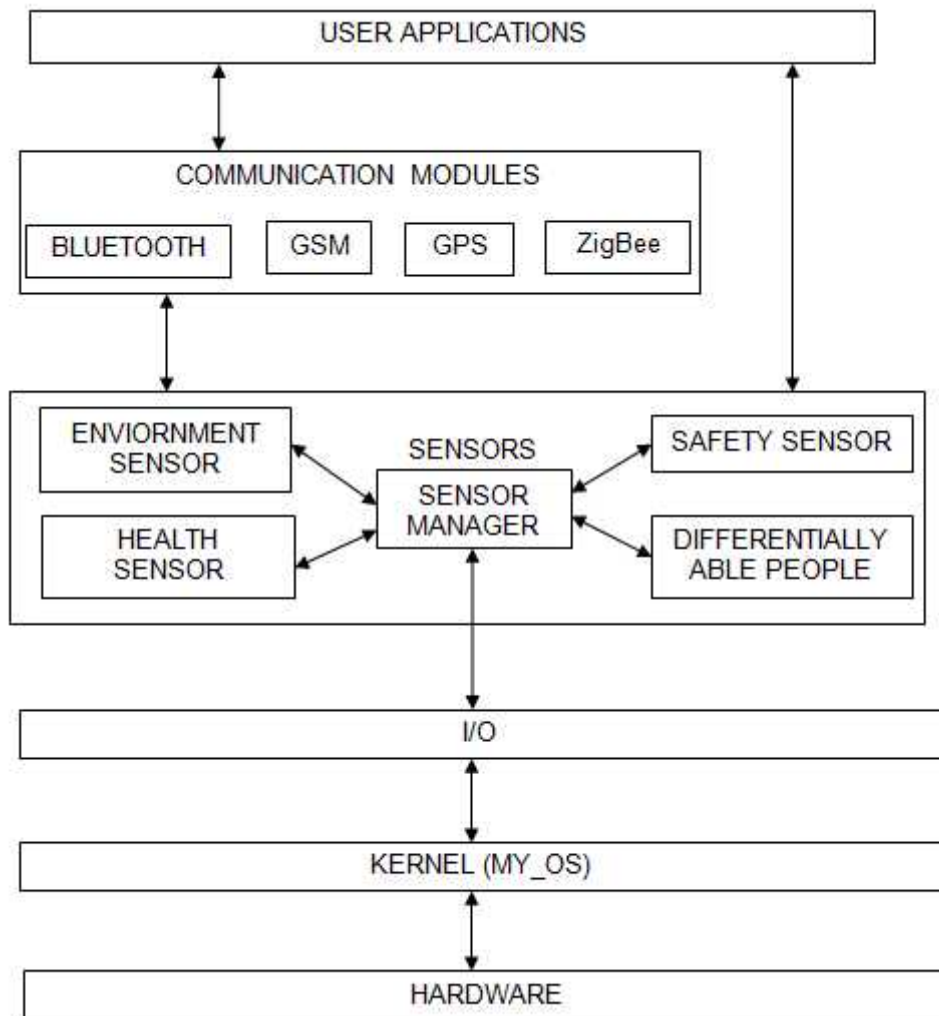 USER APPLICATIONS
COMMUNICATION MODULES
BLUETOOTH
GSM
GPS
ZigBee
ENVIORNMENT
SENSOR
SENSORS
SAFETY SENSOR
SENSOR
MANAGER
HEALTH
SENSOR
DIFFERENTIALLY
ABLE PEOPLE
I/O
KERNEL (MY_OS)
HARDWARE